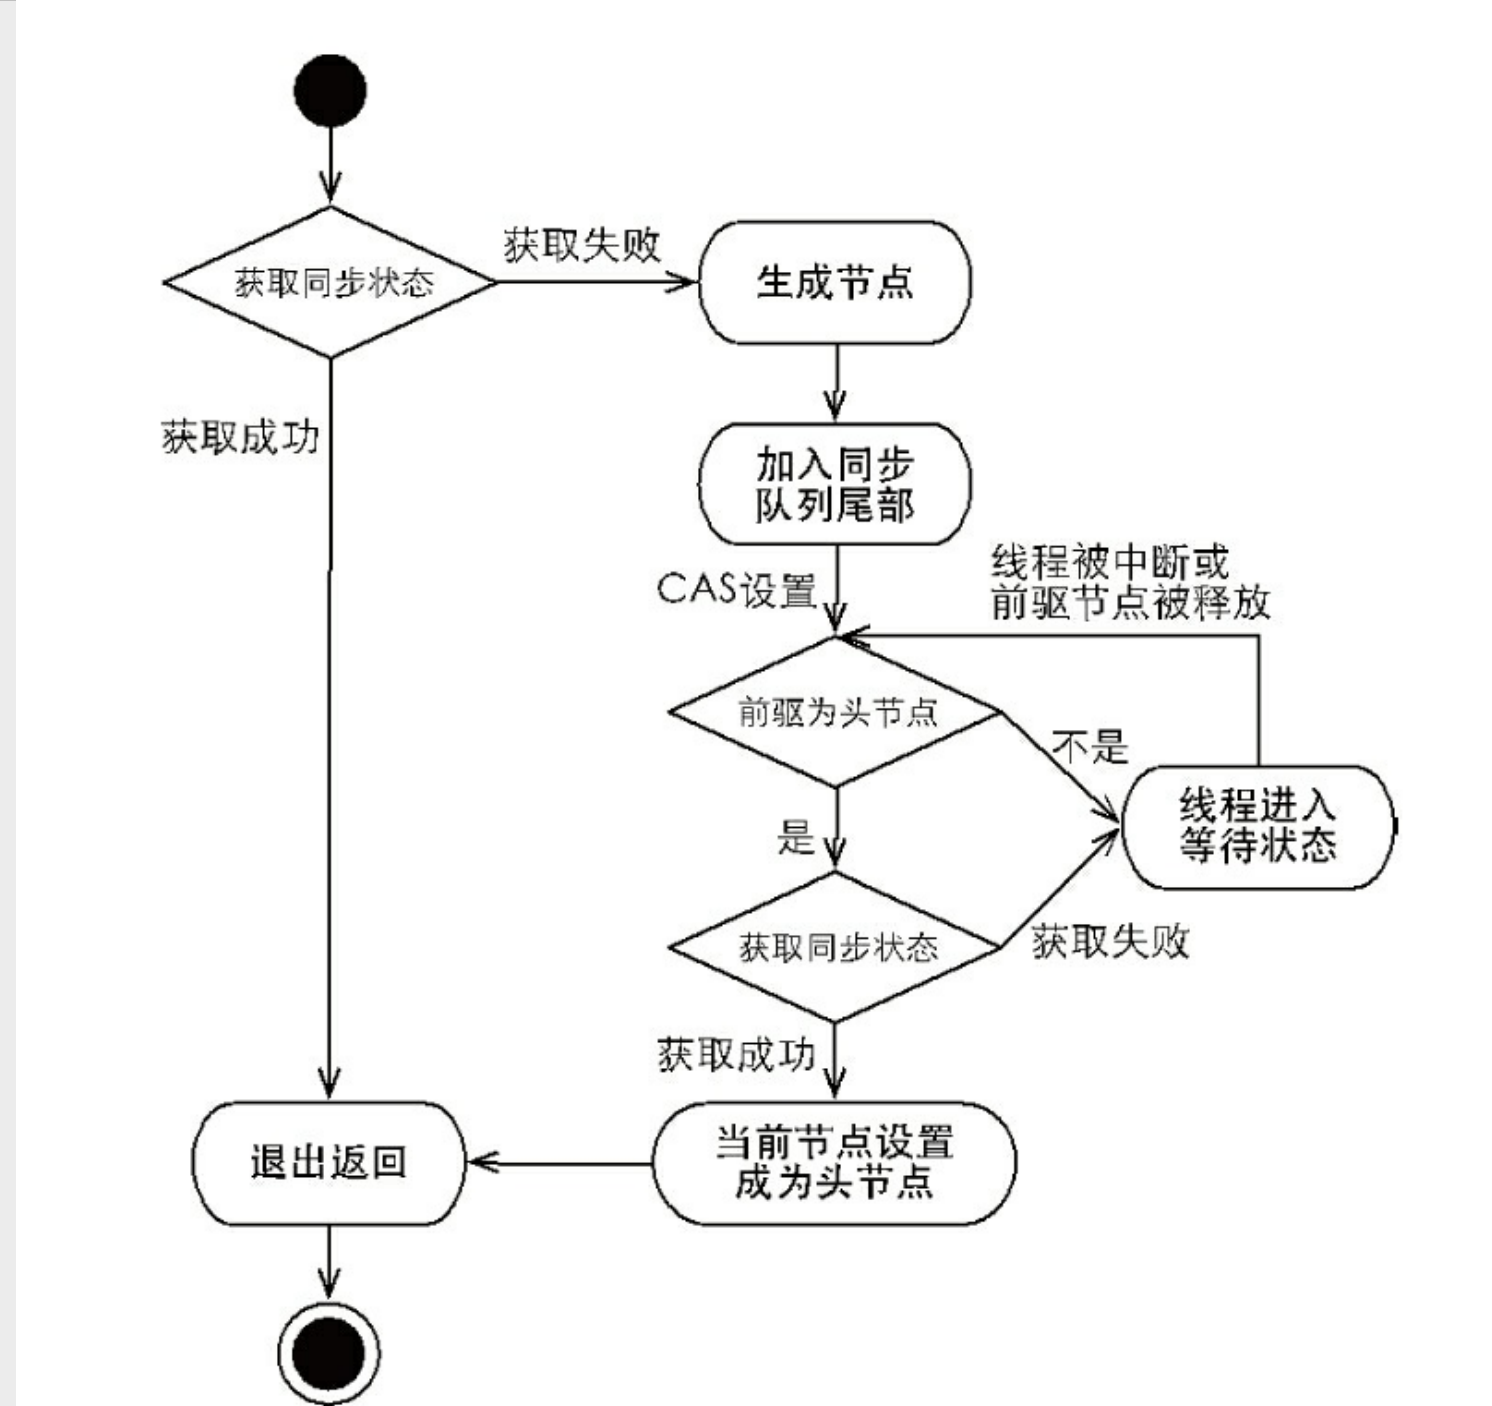 获取失败
获取同步状态
生成节点
获取成功
加入同步
队列尾部
CAS设置
线程被中断或
前驱节点被释放
前驱为头节点
不是
线程进入
等待状态
是
获取同步状态
获取失败
获取成功
当前节点设置
成为头节点
退出返回